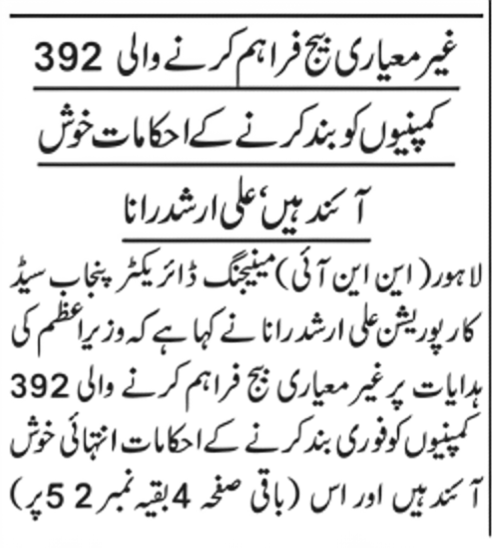 غیر معیاری بیج فراہم کرنے والی 392
کمپنیوں کو بند کرنے کے احکامات خوش
آئند ہیں، علی ارشد رانا
لاہور (این این آئی) مینیجنگ ڈائریکٹر پنجاب سیڈ
کارپوریشن علی ارشد رانا نے کہا ہے کہ وزیراعظم کی
ہدایات پر غیر معیاری بیج فراہم کرنے والی 392
کمپنیوں کو فوری بند کرنے کے احکامات انتہائی خوش
آئند ہیں اور اس (باقی صفحہ 4 بقیہ نمبر 52 پر)